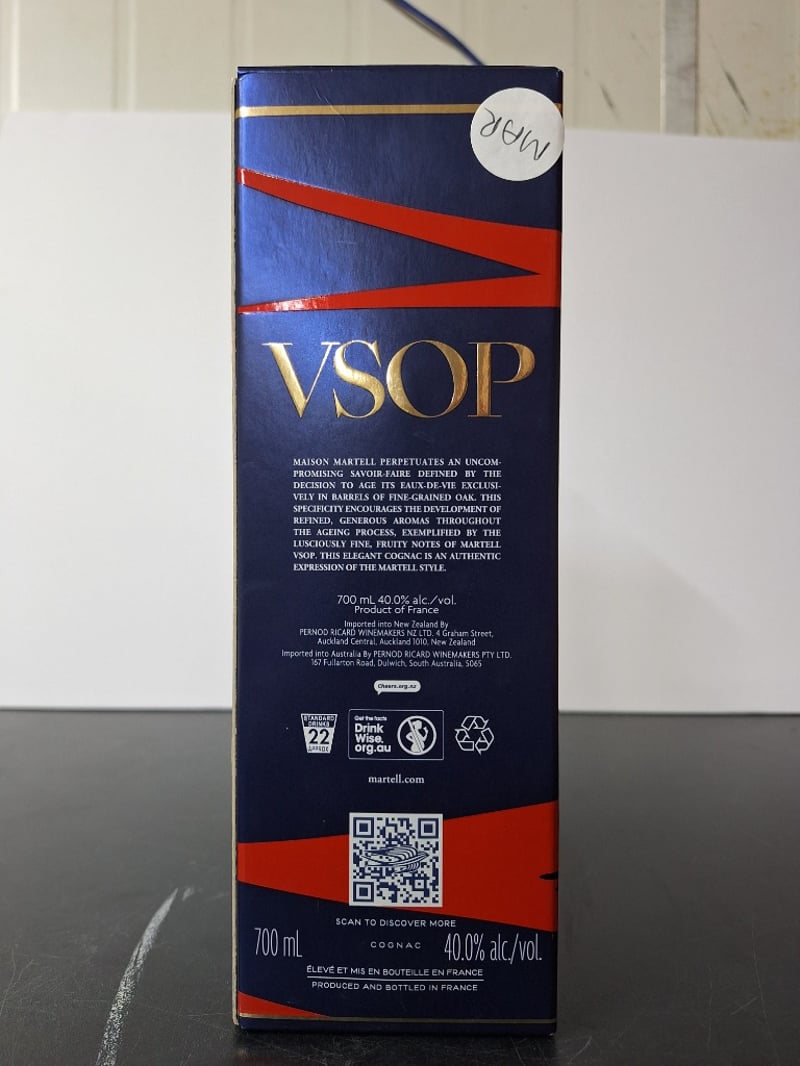 MAR
VSOP
MAISON MARTELL PERPETUATES AN UNCOM-
PROMISING SAVOIR-FAIRE DEFINED BY THE
DECISION TO AGE ITS EAUX-DE-VIE EXCLUSI-
VELY IN BARRELS OF FINE-GRAINED OAK. THIS
SPECIFICITY ENCOURAGES THE DEVELOPMENT OF
REFINED, GENEROUS AROMAS THROUGHOUT
THE AGEING PROCESS, EXEMPLIFIED BY THE
LUSCIOUSLY FINE, FRUITY NOTES OF MARTELL
VSOP. THIS ELEGANT COGNAC IS AN AUTHENTIC
EXPRESSION OF THE MARTELL STYLE.
700 mL 40.0% alc./vol.
Product of France
Imported into New Zealand By
PERNOD RICARD WINEMAKERS NZ LTD. 4 Graham Street,
Auckland Central, Auckland 1010, New Zealand
Imported into Australia By PERNOD RICARD WINEMAKERS PTY LTD.
167 Fullarton Road, Dulwich, South Australia, 5065
Cheers.org.nz
STANDARD
DRINKS
22
APPROX
Get the facts
Drink
Wise.
org.au
martell.com
SCAN TO DISCOVER MORE
700 mL COGNAC 40.0% alc./vol.
ÉLEVÉ ET MIS EN BOUTEILLE EN FRANCE
PRODUCED AND BOTTLED IN FRANCE